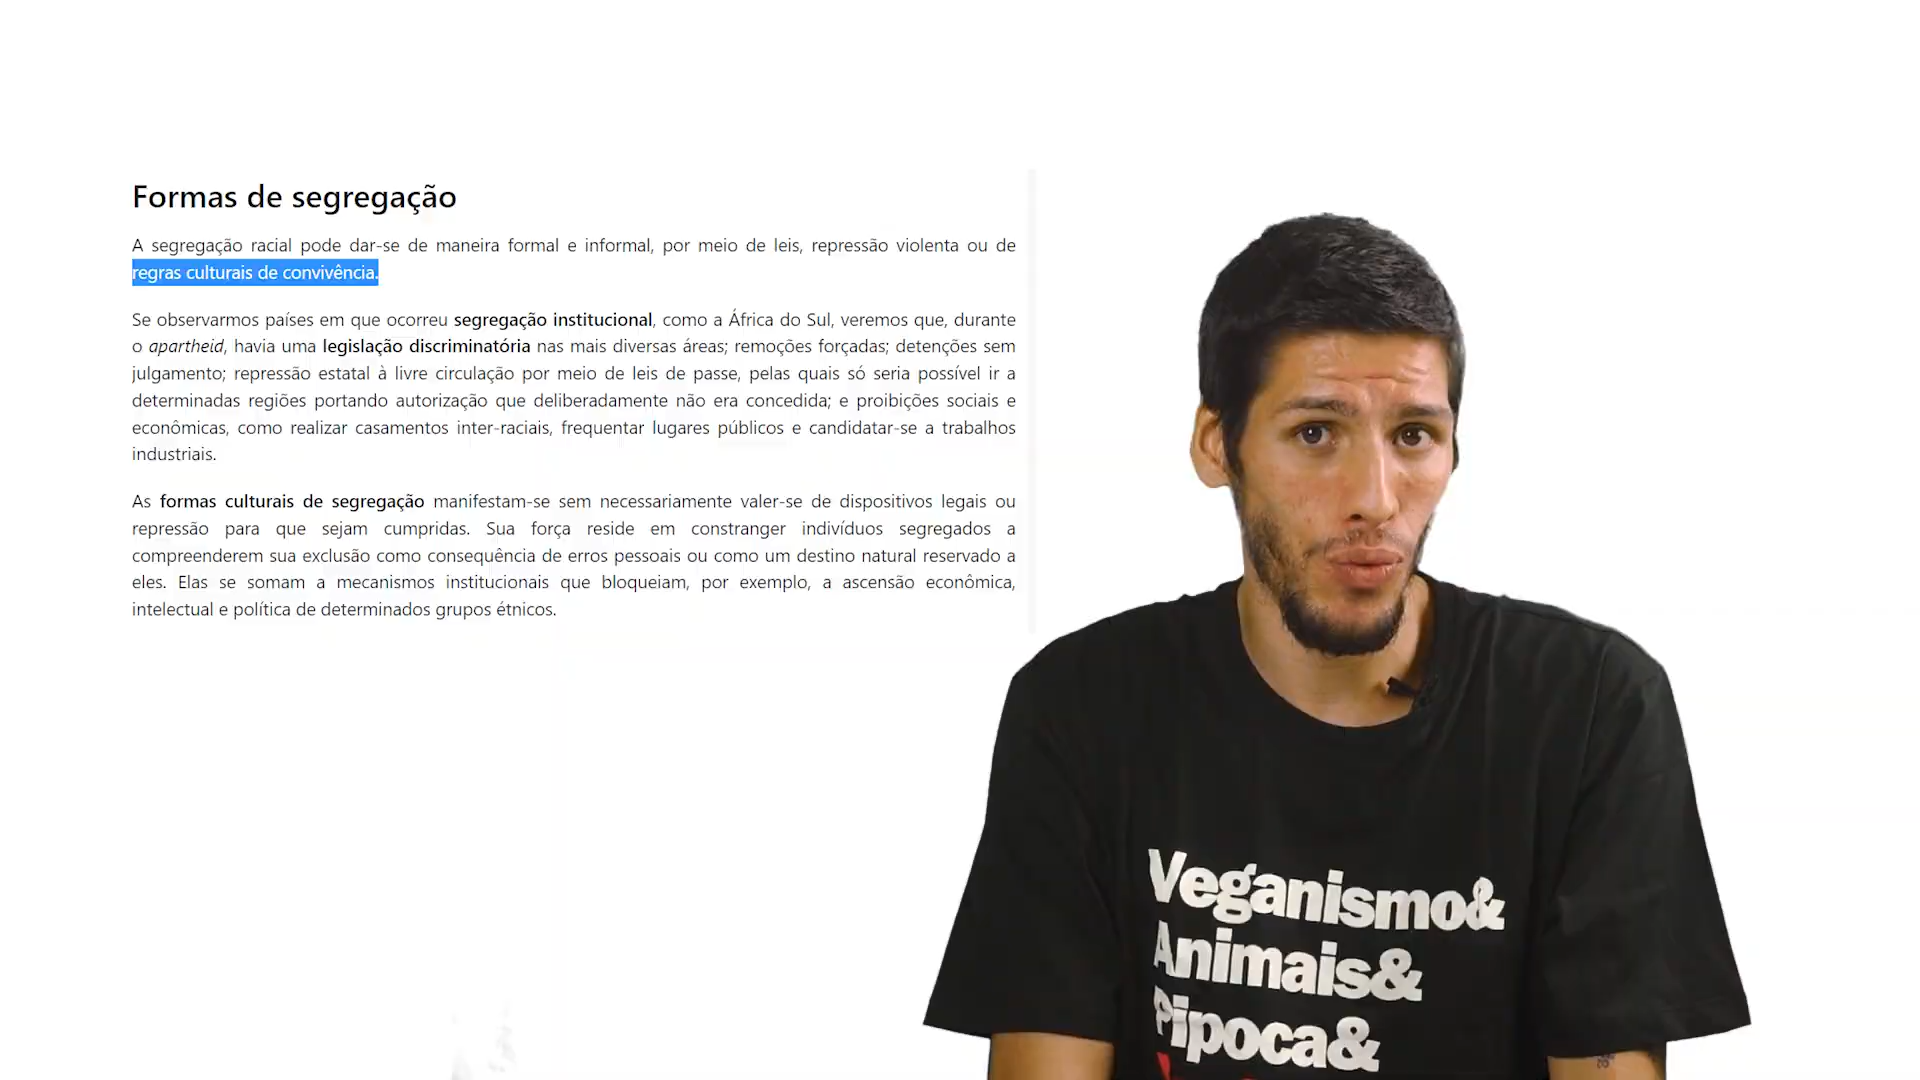 Formas de segregação
A segregação racial pode dar-se de maneira formal e informal, por meio de leis, repressão violenta ou de
regras culturais de convivência.
Se observarmos países em que ocorreu segregação institucional, como a África do Sul, veremos que, durante
o apartheid, havia uma legislação discriminatória nas mais diversas áreas; remoções forçadas; detenções sem
julgamento; repressão estatal à livre circulação por meio de leis de passe, pelas quais só seria possível ir a
determinadas regiões portando autorização que deliberadamente não era concedida; e proibições sociais e
econômicas, como realizar casamentos inter-raciais, frequentar lugares públicos e candidatar-se a trabalhos
industriais.
As formas culturais de segregação manifestam-se sem necessariamente valer-se de dispositivos legais ou
repressão para que sejam cumpridas. Sua força reside em constranger indivíduos segregados a
compreenderem sua exclusão como consequência de erros pessoais ou como um destino natural reservado a
eles. Elas se somam a mecanismos institucionais que bloqueiam, por exemplo, a ascensão econômica,
intelectual e política de determinados grupos étnicos.
Veganismo&
Animais&
Pipoca&